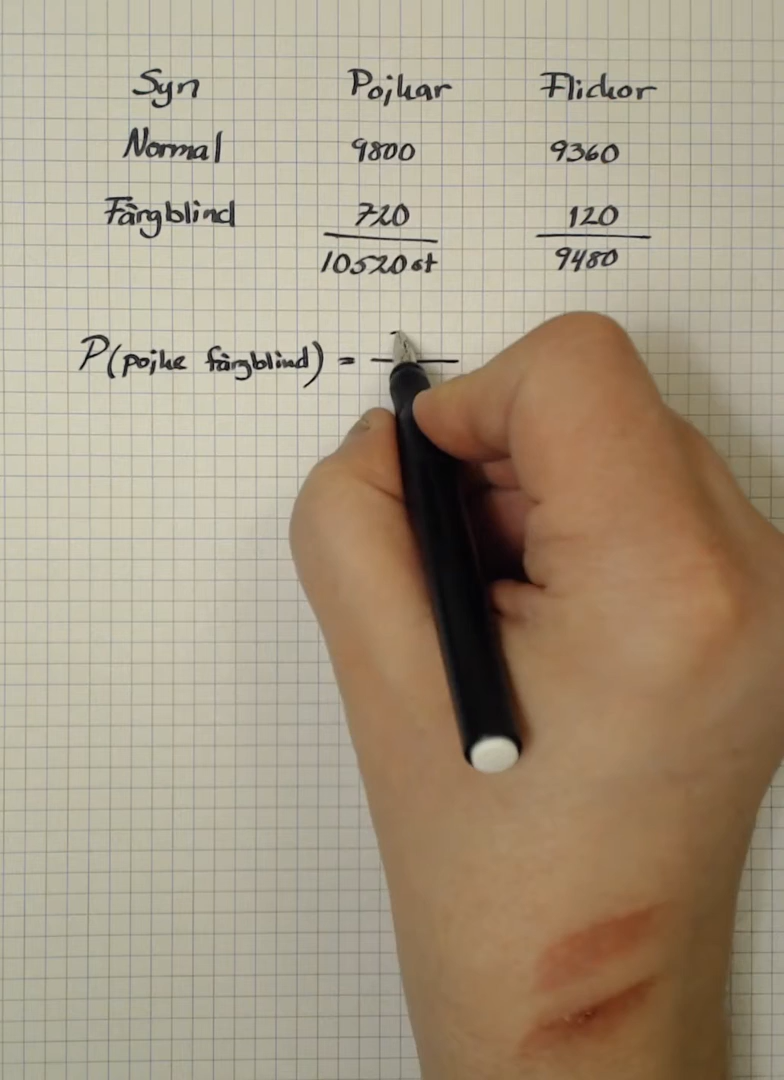 Syn Pojkar Flickor
Normal 9800 9360
Färgblind 720 120
10520 st 9480
P(pojke färgblind) =